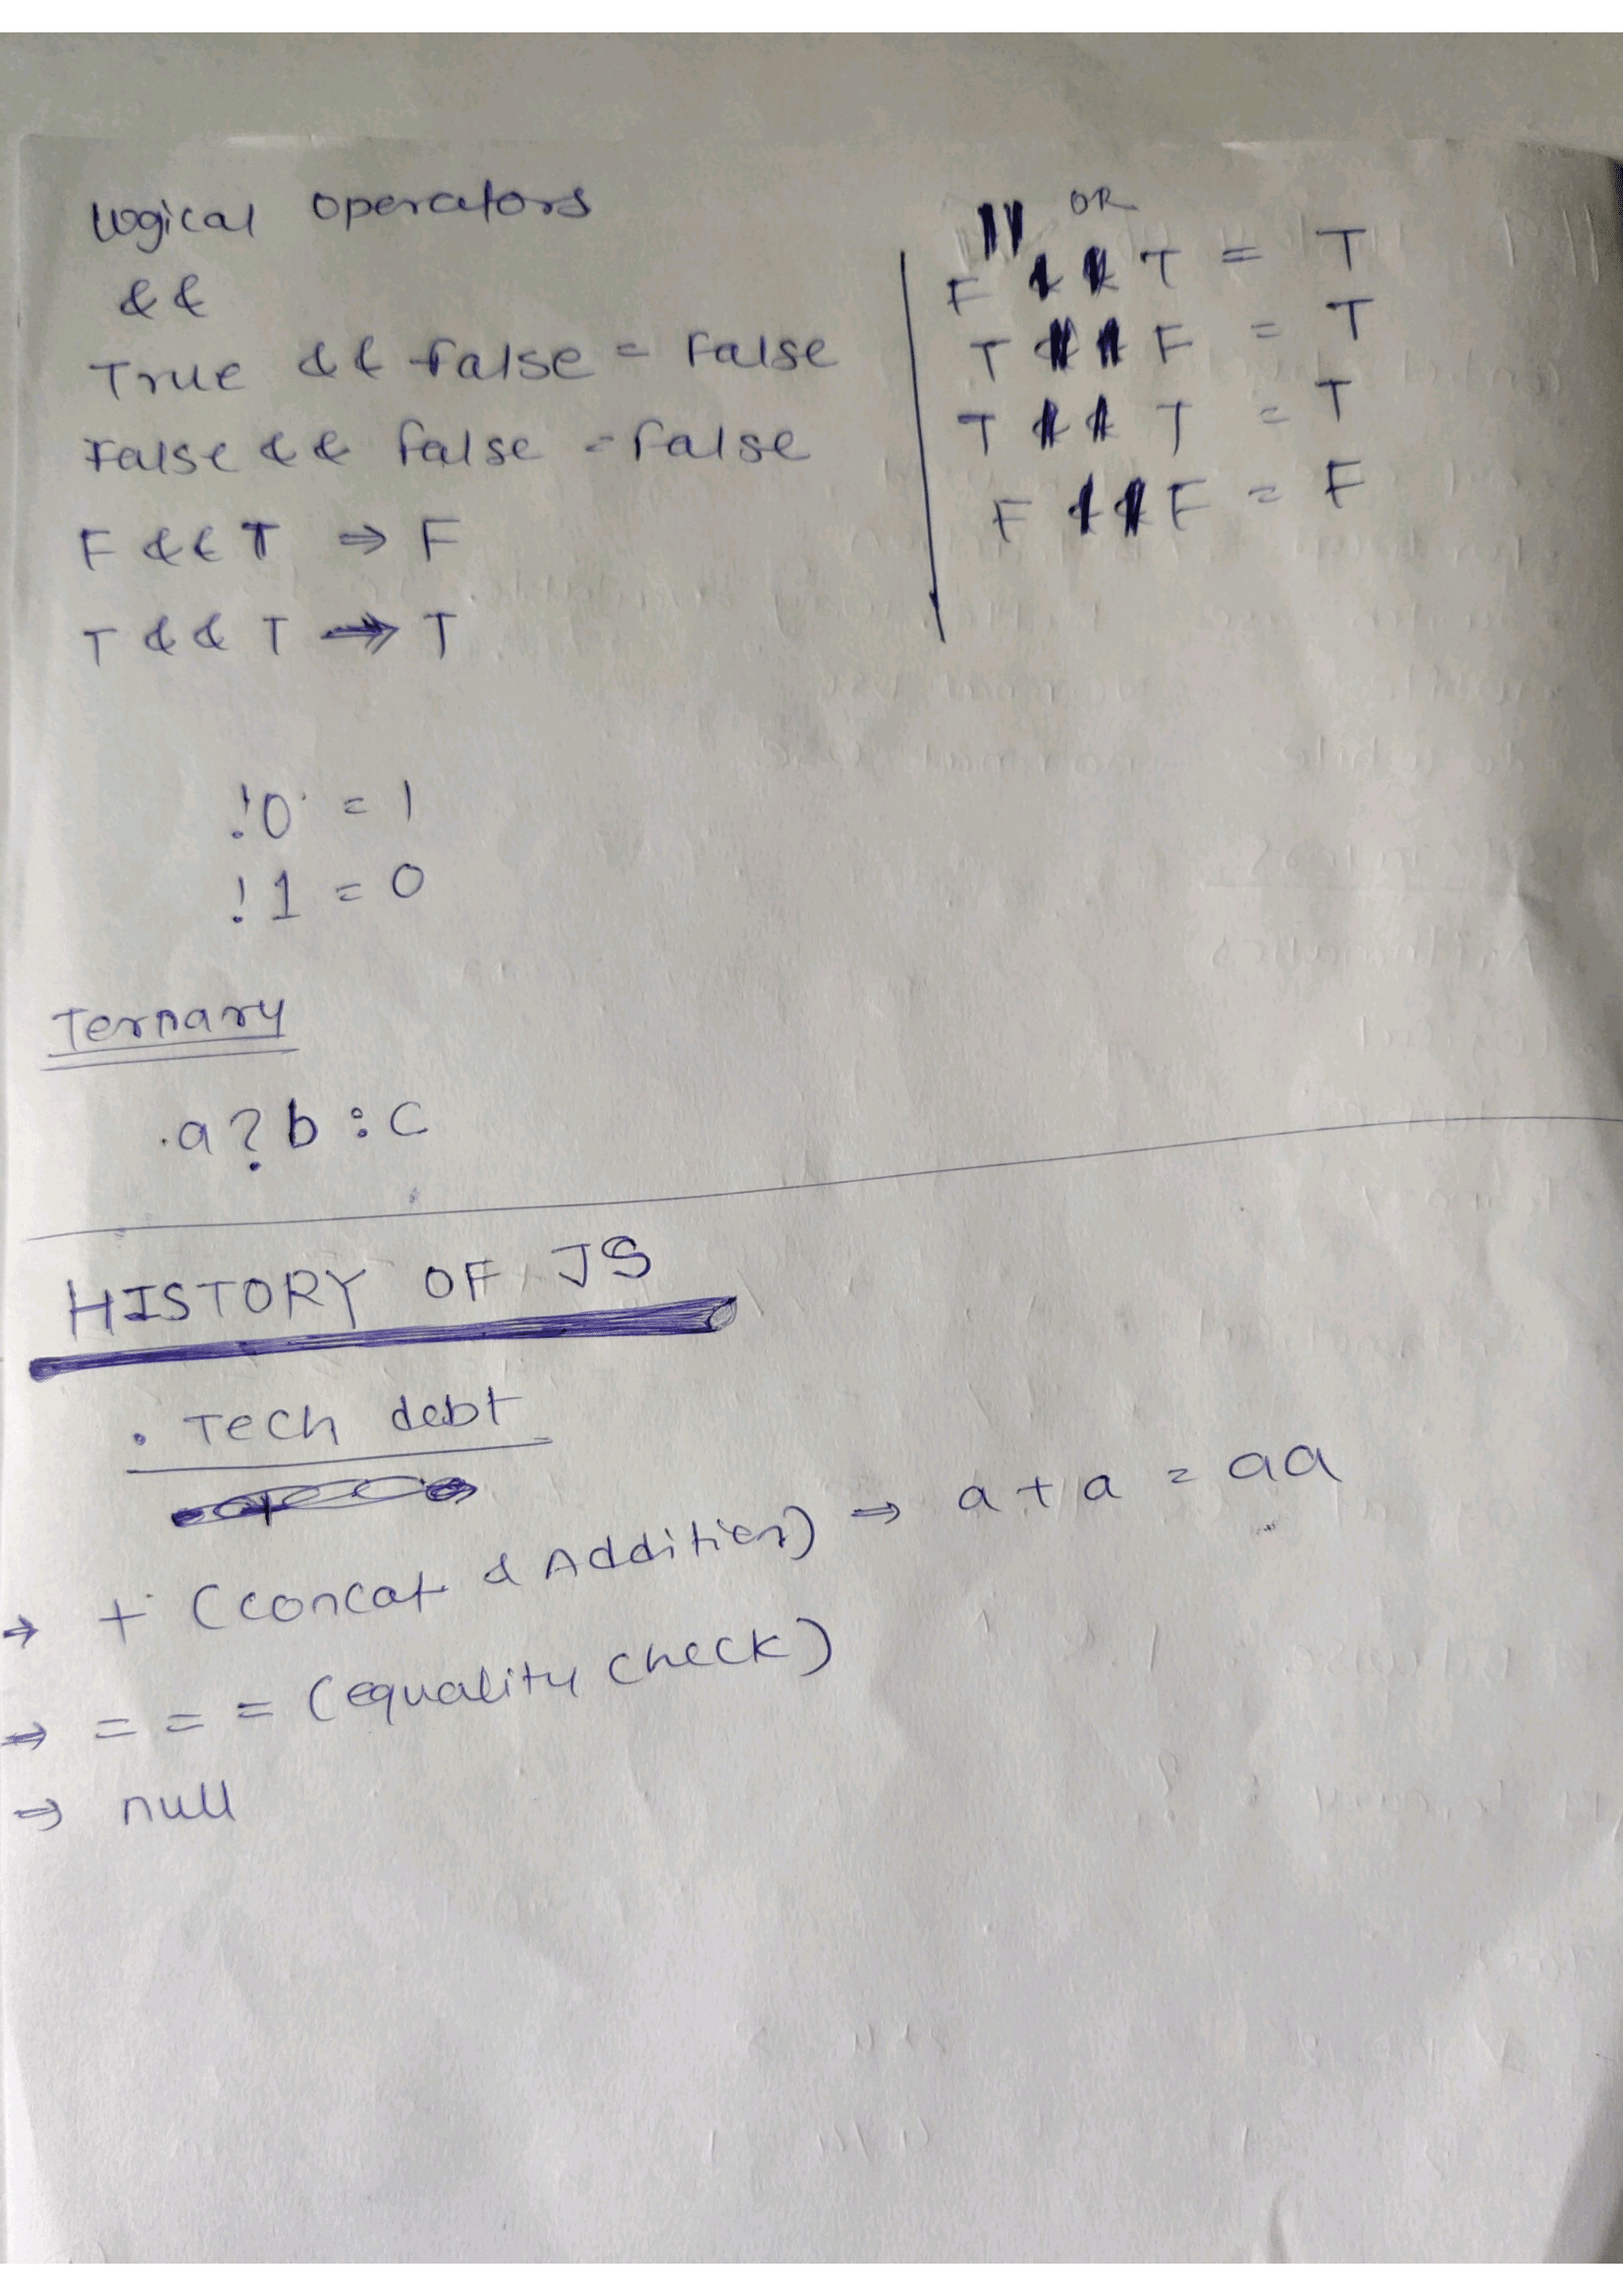 Logical operators
&&
True && False = False
False && False = False
F && T ⇒ F
T && T ⇒ T
|| OR
F || T = T
T || F = T
T || T = T
F || F = F
!0 = 1
!1 = 0
Ternary
a?b:c
HISTORY OF JS
• Tech debt
→ + (concat & Addition) ⇒ a + a = aa
⇒ = = = (equality check)
⇒ null